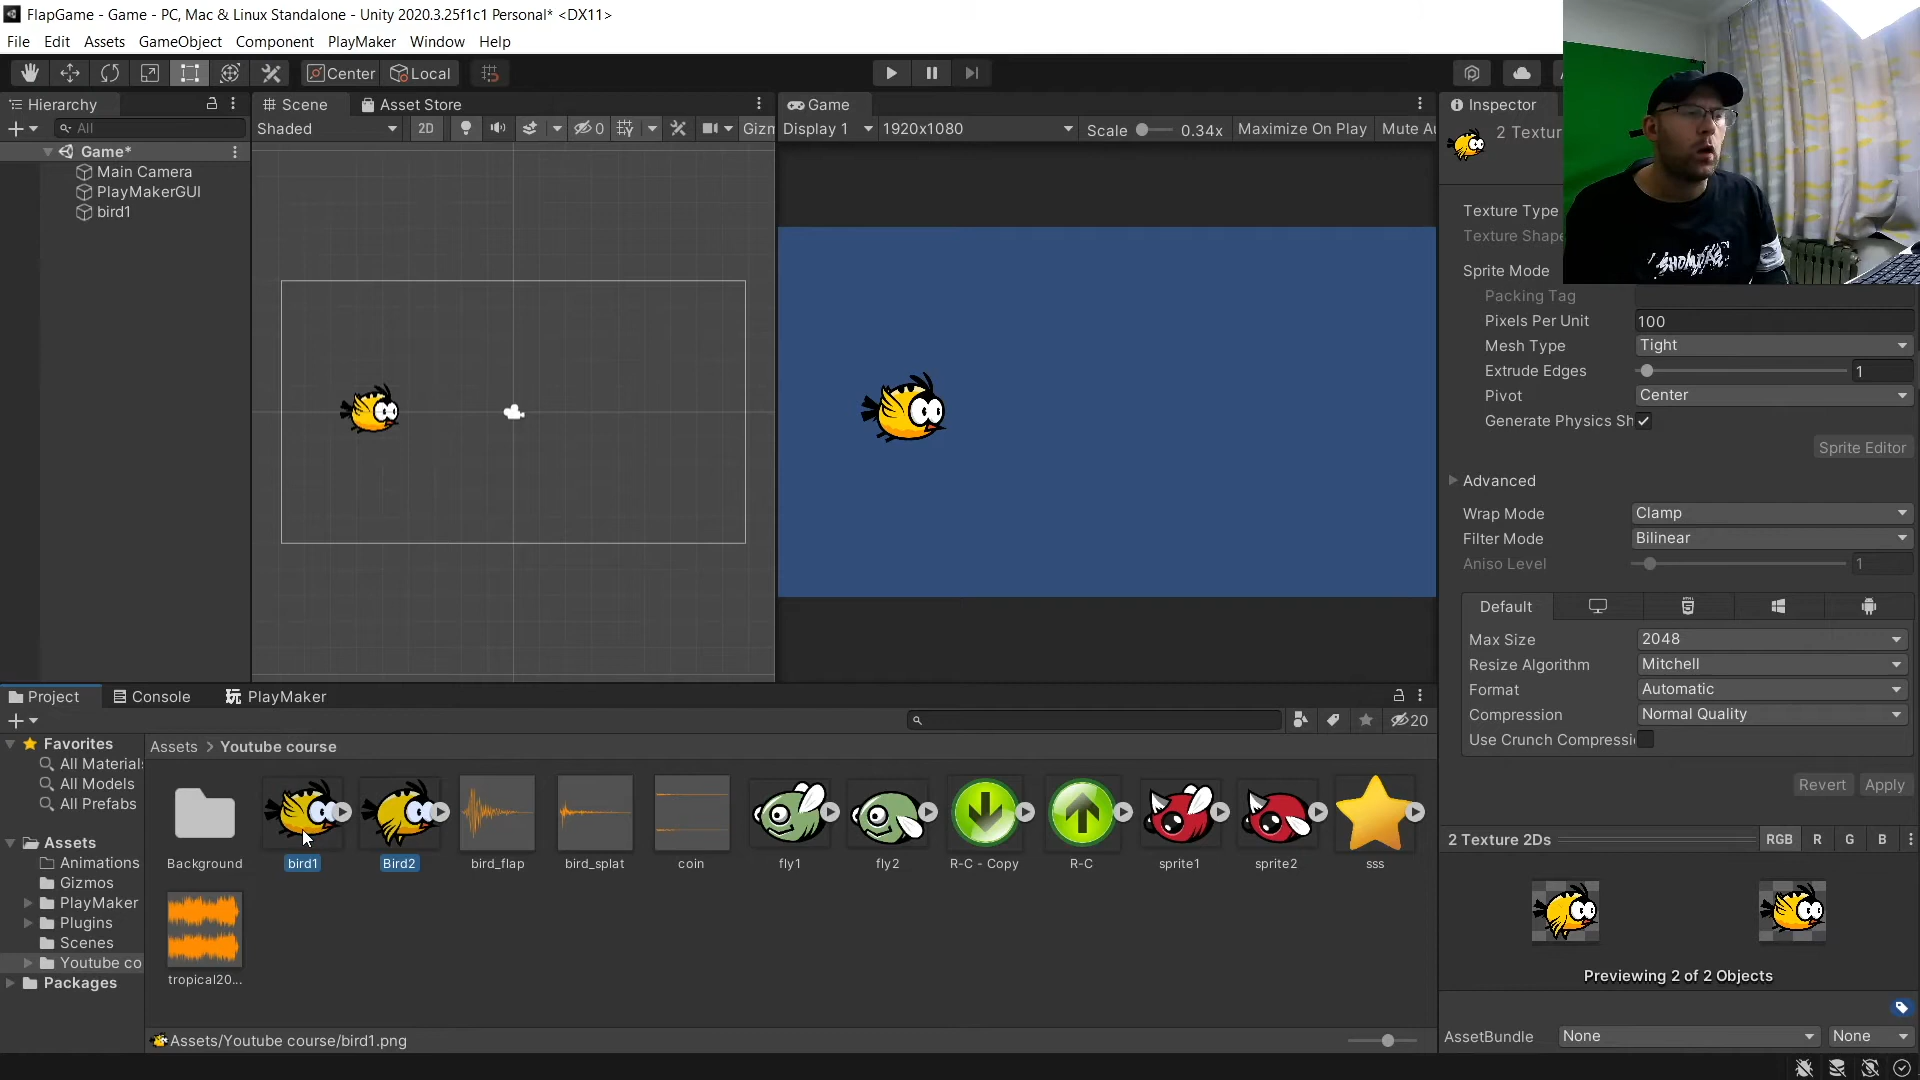 FlapGame - Game - PC, Mac & Linux Standalone - Unity 2020.3.25f1c1 Personal* <DX11>
File Edit Assets GameObject Component PlayMaker Window Help
Center Local
Hierarchy
All
Game*
Main Camera
PlayMakerGUI
bird1
Scene Asset Store
Shaded 2D 0 Gizm
Game
Display 1 1920x1080 Scale 0.34x Maximize On Play Mute Au
Inspector
2 Textur
Texture Type
Texture Shape
Sprite Mode
Packing Tag
Pixels Per Unit 100
Mesh Type Tight
Extrude Edges 1
Pivot Center
Generate Physics Sh
Sprite Editor
Advanced
Wrap Mode Clamp
Filter Mode Bilinear
Aniso Level 1
Default
Max Size 2048
Resize Algorithm Mitchell
Format Automatic
Compression Normal Quality
Use Crunch Compressi
Revert Apply
2 Texture 2Ds RGB R G B
Previewing 2 of 2 Objects
AssetBundle None None
Project Console PlayMaker
20
Favorites
All Materials
All Models
All Prefabs
Assets
Animations
Gizmos
PlayMaker
Plugins
Scenes
Youtube co
Packages
Assets > Youtube course
Background bird1 Bird2 bird_flap bird_splat coin fly1 fly2 R-C - Copy R-C sprite1 sprite2 sss
tropical20...
Assets/Youtube course/bird1.png